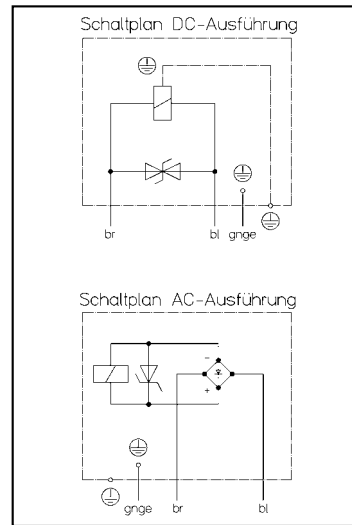 Schaltplan DC-Ausführung
br
bl
gnge
Schaltplan AC-Ausführung
-
+
gnge
br
bl